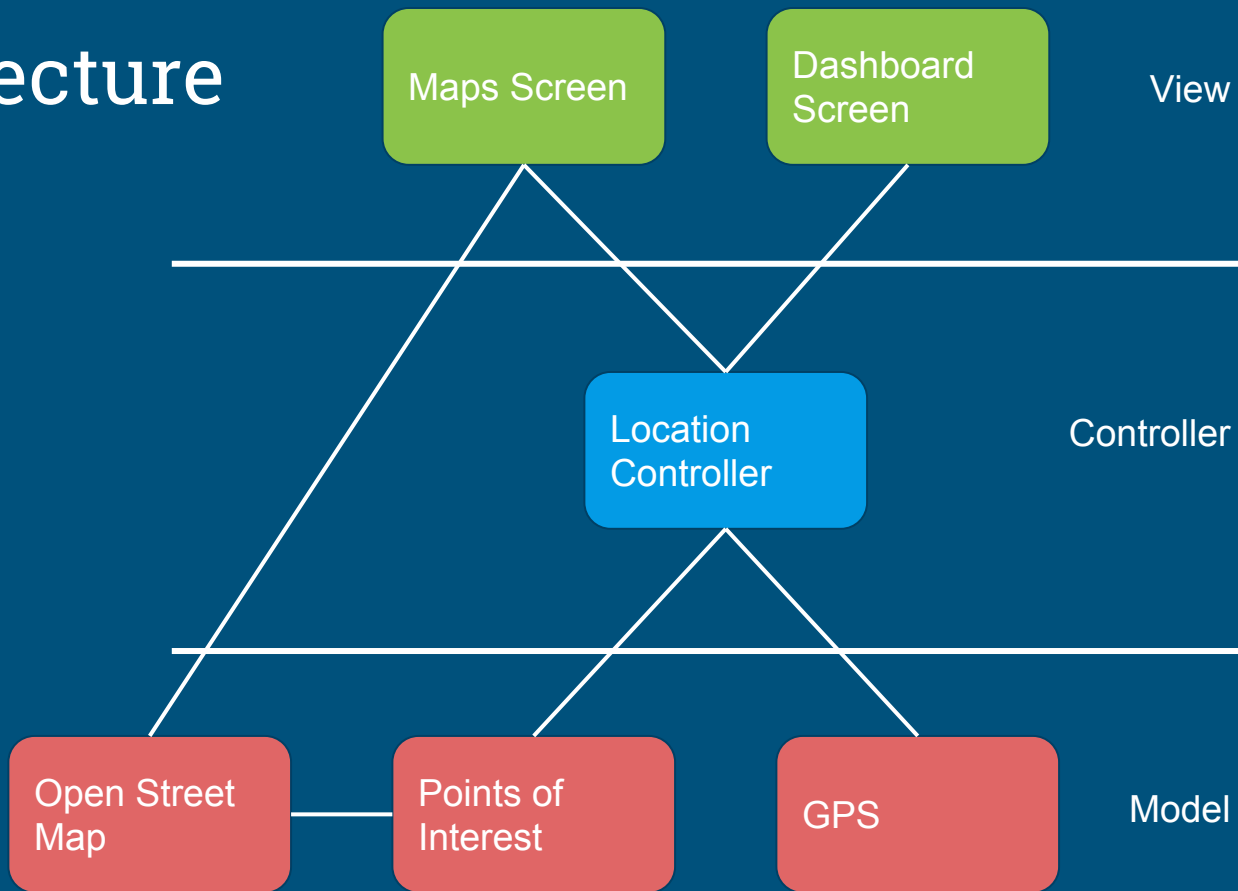 ecture
Maps Screen
Dashboard
Screen
View
Location
Controller
Controller
Open Street
Map
Points of
Interest
GPS
Model